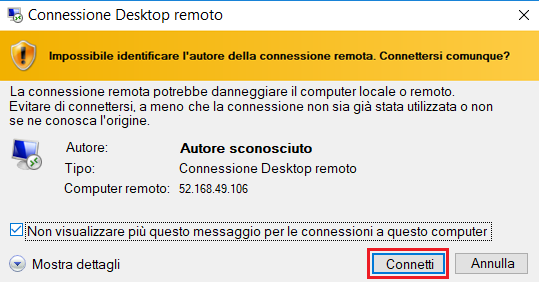 Connessione Desktop remoto
Impossibile identificare l'autore della connessione remota. Connettersi comunque?
La connessione remota potrebbe danneggiare il computer locale o remoto.
Evitare di connettersi, a meno che la connessione non sia già stata utilizzata o non
se ne conosca l'origine.
Autore: Autore sconosciuto
Tipo: Connessione Desktop remoto
Computer remoto: 52.168.49.106
Non visualizzare più questo messaggio per le connessioni a questo computer
Mostra dettagli Connetti Annulla